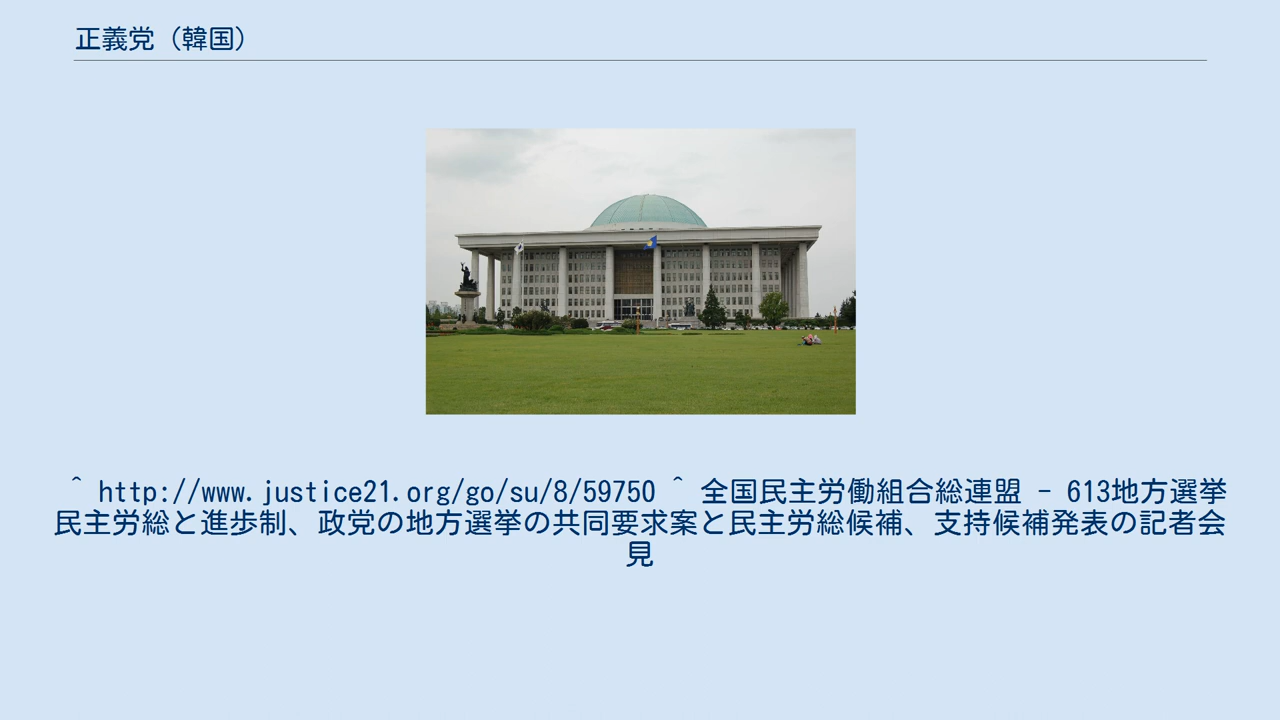 正義党（韓国）
^ http://www.justice21.org/go/su/8/59750 ^ 全国民主労働組合総連盟 - 613地方選挙
民主労総と進歩制、政党の地方選挙の共同要求案と民主労総候補、支持候補発表の記者会
見